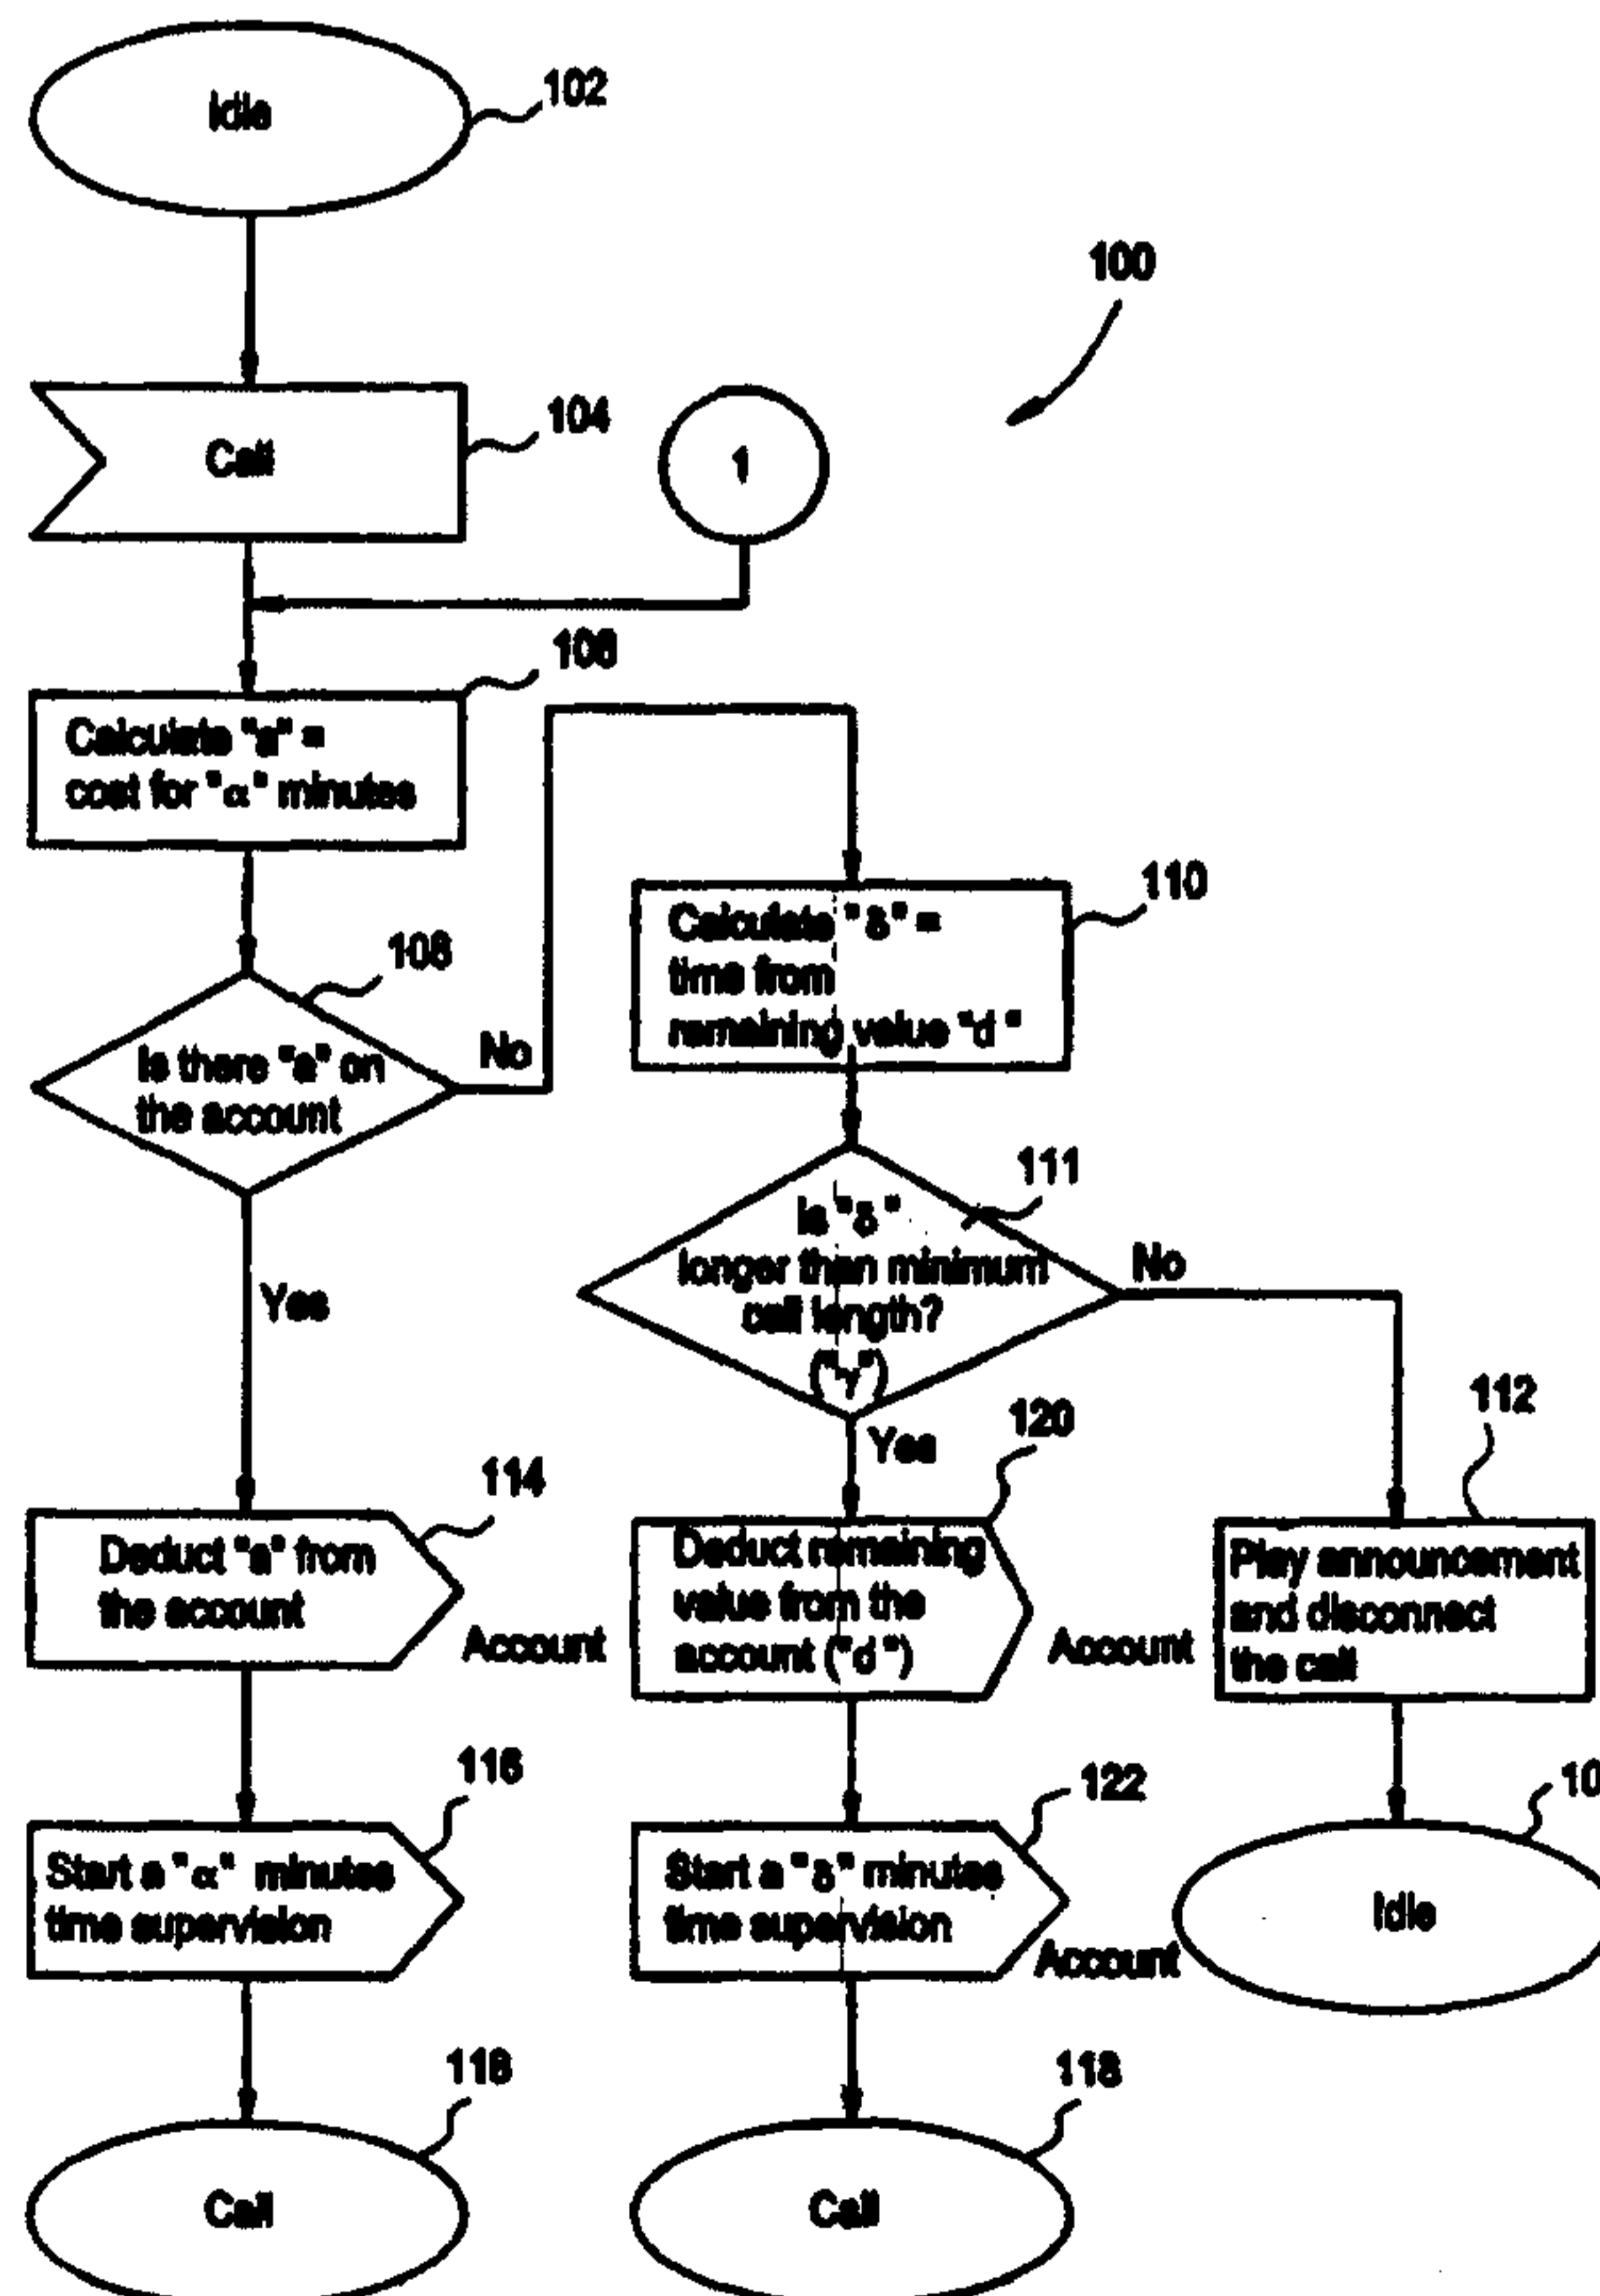 Idle
102
100
Call
104
1
106
Calculate "a" =
cost for "α" minutes
110
Calculate "δ" =
time from
remaining value "d"
108
Is there "a" on
the account
No
111
Is "δ"
longer than minimum
call length?
("γ")
No
Yes
Yes
112
120
114
Deduct "a" from
the account
Account
Deduct remaining
value from the
account ("d")
Account
Play announcement
and disconnect
the call
116
122
10
Start a "α" minutes
time supervision
Start a "δ" minutes
time supervision
Account
Idle
118
118
Call
Call